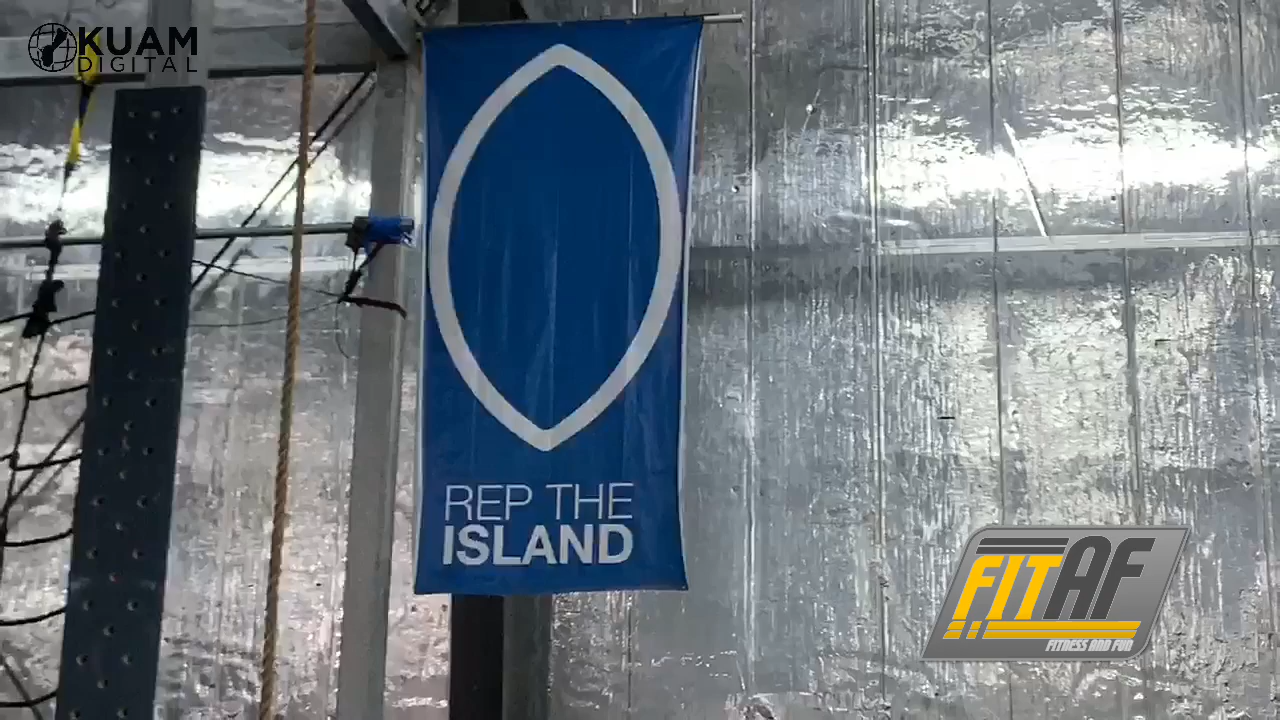 KUAM
DIGITAL
REP THE
ISLAND
FITAF
FITNESS AND FUN